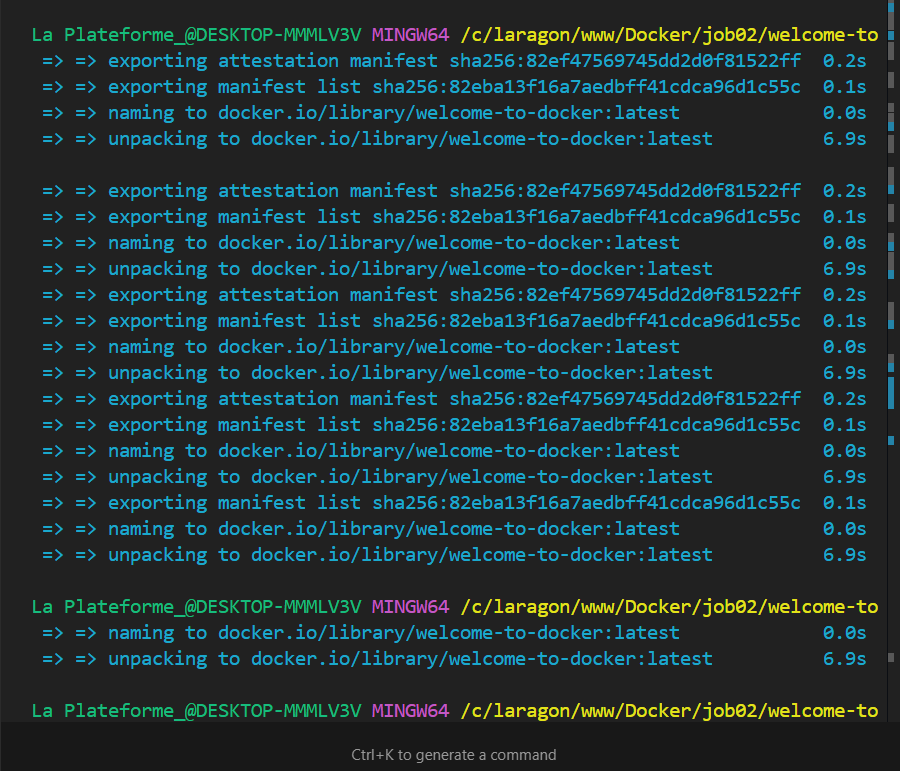 La Plateforme_@DESKTOP-MMMLV3V MINGW64 /c/laragon/www/Docker/job02/welcome-to
=> => exporting attestation manifest sha256:82ef47569745dd2d0f81522ff 0.2s
=> => exporting manifest list sha256:82eba13f16a7aedbff41cdca96d1c55c 0.1s
=> => naming to docker.io/library/welcome-to-docker:latest 0.0s
=> => unpacking to docker.io/library/welcome-to-docker:latest 6.9s
=> => exporting attestation manifest sha256:82ef47569745dd2d0f81522ff 0.2s
=> => exporting manifest list sha256:82eba13f16a7aedbff41cdca96d1c55c 0.1s
=> => naming to docker.io/library/welcome-to-docker:latest 0.0s
=> => unpacking to docker.io/library/welcome-to-docker:latest 6.9s
=> => exporting attestation manifest sha256:82ef47569745dd2d0f81522ff 0.2s
=> => exporting manifest list sha256:82eba13f16a7aedbff41cdca96d1c55c 0.1s
=> => naming to docker.io/library/welcome-to-docker:latest 0.0s
=> => unpacking to docker.io/library/welcome-to-docker:latest 6.9s
=> => exporting attestation manifest sha256:82ef47569745dd2d0f81522ff 0.2s
=> => exporting manifest list sha256:82eba13f16a7aedbff41cdca96d1c55c 0.1s
=> => naming to docker.io/library/welcome-to-docker:latest 0.0s
=> => unpacking to docker.io/library/welcome-to-docker:latest 6.9s
=> => exporting manifest list sha256:82eba13f16a7aedbff41cdca96d1c55c 0.1s
=> => naming to docker.io/library/welcome-to-docker:latest 0.0s
=> => unpacking to docker.io/library/welcome-to-docker:latest 6.9s
La Plateforme_@DESKTOP-MMMLV3V MINGW64 /c/laragon/www/Docker/job02/welcome-to
=> => naming to docker.io/library/welcome-to-docker:latest 0.0s
=> => unpacking to docker.io/library/welcome-to-docker:latest 6.9s
La Plateforme_@DESKTOP-MMMLV3V MINGW64 /c/laragon/www/Docker/job02/welcome-to
Ctrl+K to generate a command